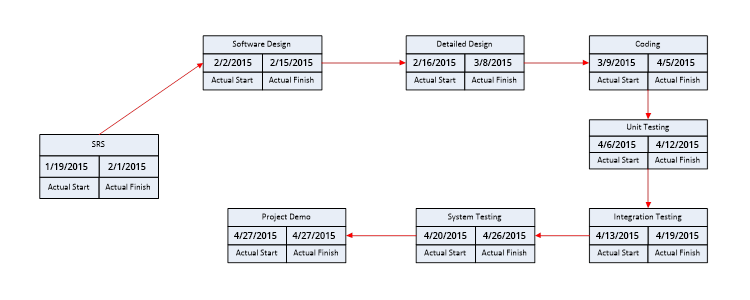 SRS
1/19/2015 2/1/2015
Actual Start Actual Finish
Software Design
2/2/2015 2/15/2015
Actual Start Actual Finish
Detailed Design
2/16/2015 3/8/2015
Actual Start Actual Finish
Coding
3/9/2015 4/5/2015
Actual Start Actual Finish
Unit Testing
4/6/2015 4/12/2015
Actual Start Actual Finish
Integration Testing
4/13/2015 4/19/2015
Actual Start Actual Finish
System Testing
4/20/2015 4/26/2015
Actual Start Actual Finish
Project Demo
4/27/2015 4/27/2015
Actual Start Actual Finish